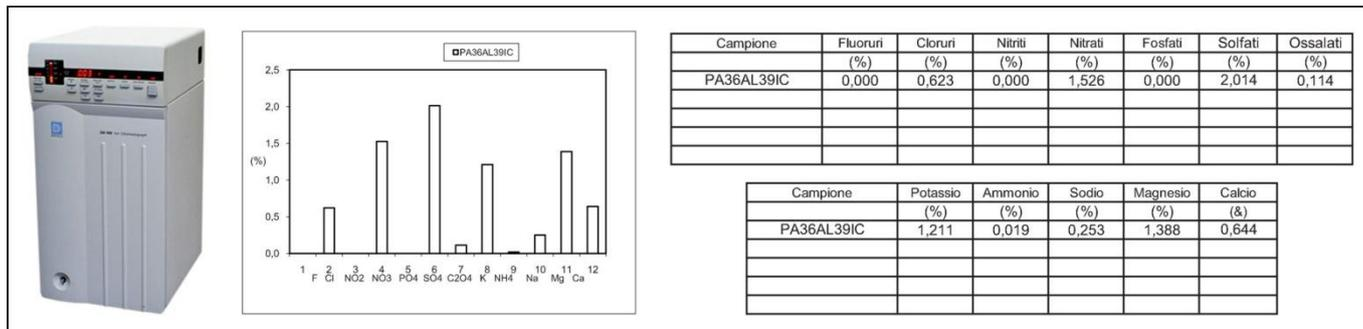 003
□PA36AL39IC
2,5
2,0
1,5
(%)
1,0
0,5
0,0
1 2 3 4 5 6 7 8 9 10 11 12
F Cl NO2 NO3 PO4 SO4 C2O4 K NH4 Na Mg Ca
Campione Fluoruri Cloruri Nitriti Nitrati Fosfati Solfati Ossalati
(%) (%) (%) (%) (%) (%) (%)
PA36AL39IC 0,000 0,623 0,000 1,526 0,000 2,014 0,114
Campione Potassio Ammonio Sodio Magnesio Calcio
(%) (%) (%) (%) (&)
PA36AL39IC 1,211 0,019 0,253 1,388 0,644